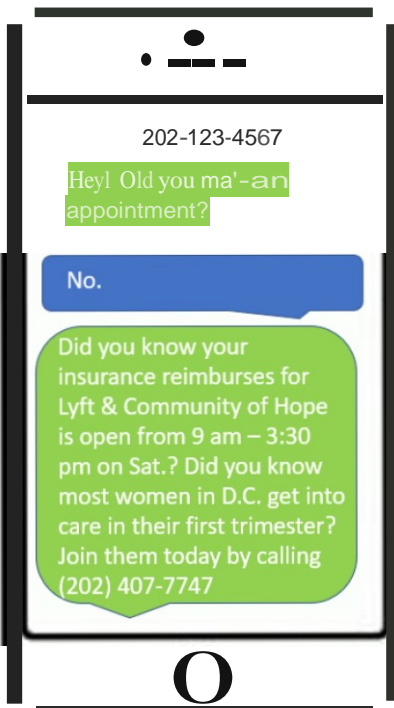 202-123-4567
Heyl Old you ma'-an
appointment?
No.
Did you know your
insurance reimburses for
Lyft & Community of Hope
is open from 9 am – 3:30
pm on Sat.? Did you know
most women in D.C. get into
care in their first trimester?
Join them today by calling
(202) 407-7747
O